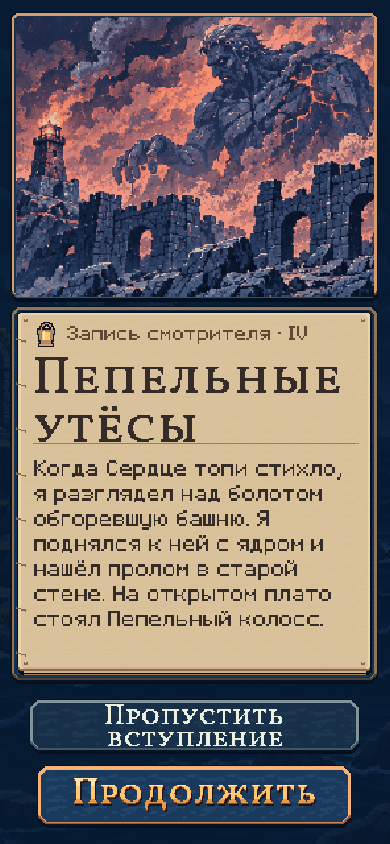 Запись смотрителя · IV
Пепельные
утёсы
Когда Сердце топи стихло,
я разглядел над болотом
обгоревшую башню. Я
поднялся к ней с ядром и
нашёл пролом в старой
стене. На открытом плато
стоял Пепельный колосс.
Пропустить
вступление
Продолжить